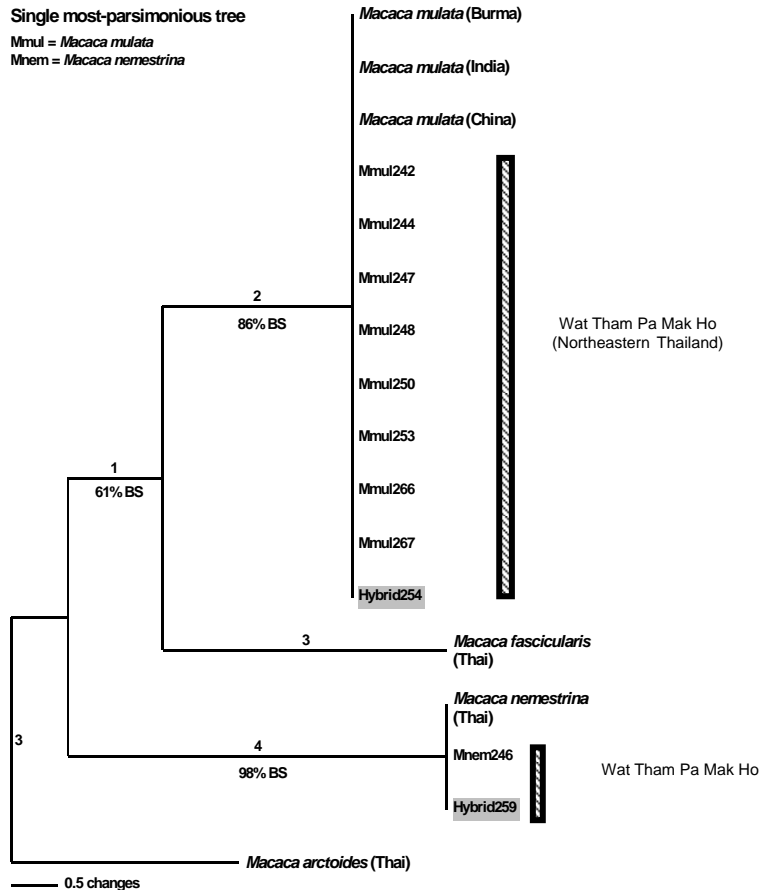 Single most-parsimonious tree
Mmul = Macaca mulata
Mnem = Macaca nemestrina
Macaca mulata (Burma)
Macaca mulata (India)
Macaca mulata (China)
Mmul242
Mmul244
Mmul247
2
86% BS
Mmul248
Wat Tham Pa Mak Ho
(Northeastern Thailand)
Mmul250
Mmul253
1
61% BS
Mmul266
Mmul267
Hybrid254
3
Macaca fascicularis
(Thai)
Macaca nemestrina
(Thai)
3
4
98% BS
Mnem246
Wat Tham Pa Mak Ho
Hybrid259
Macaca arctoides (Thai)
0.5 changes